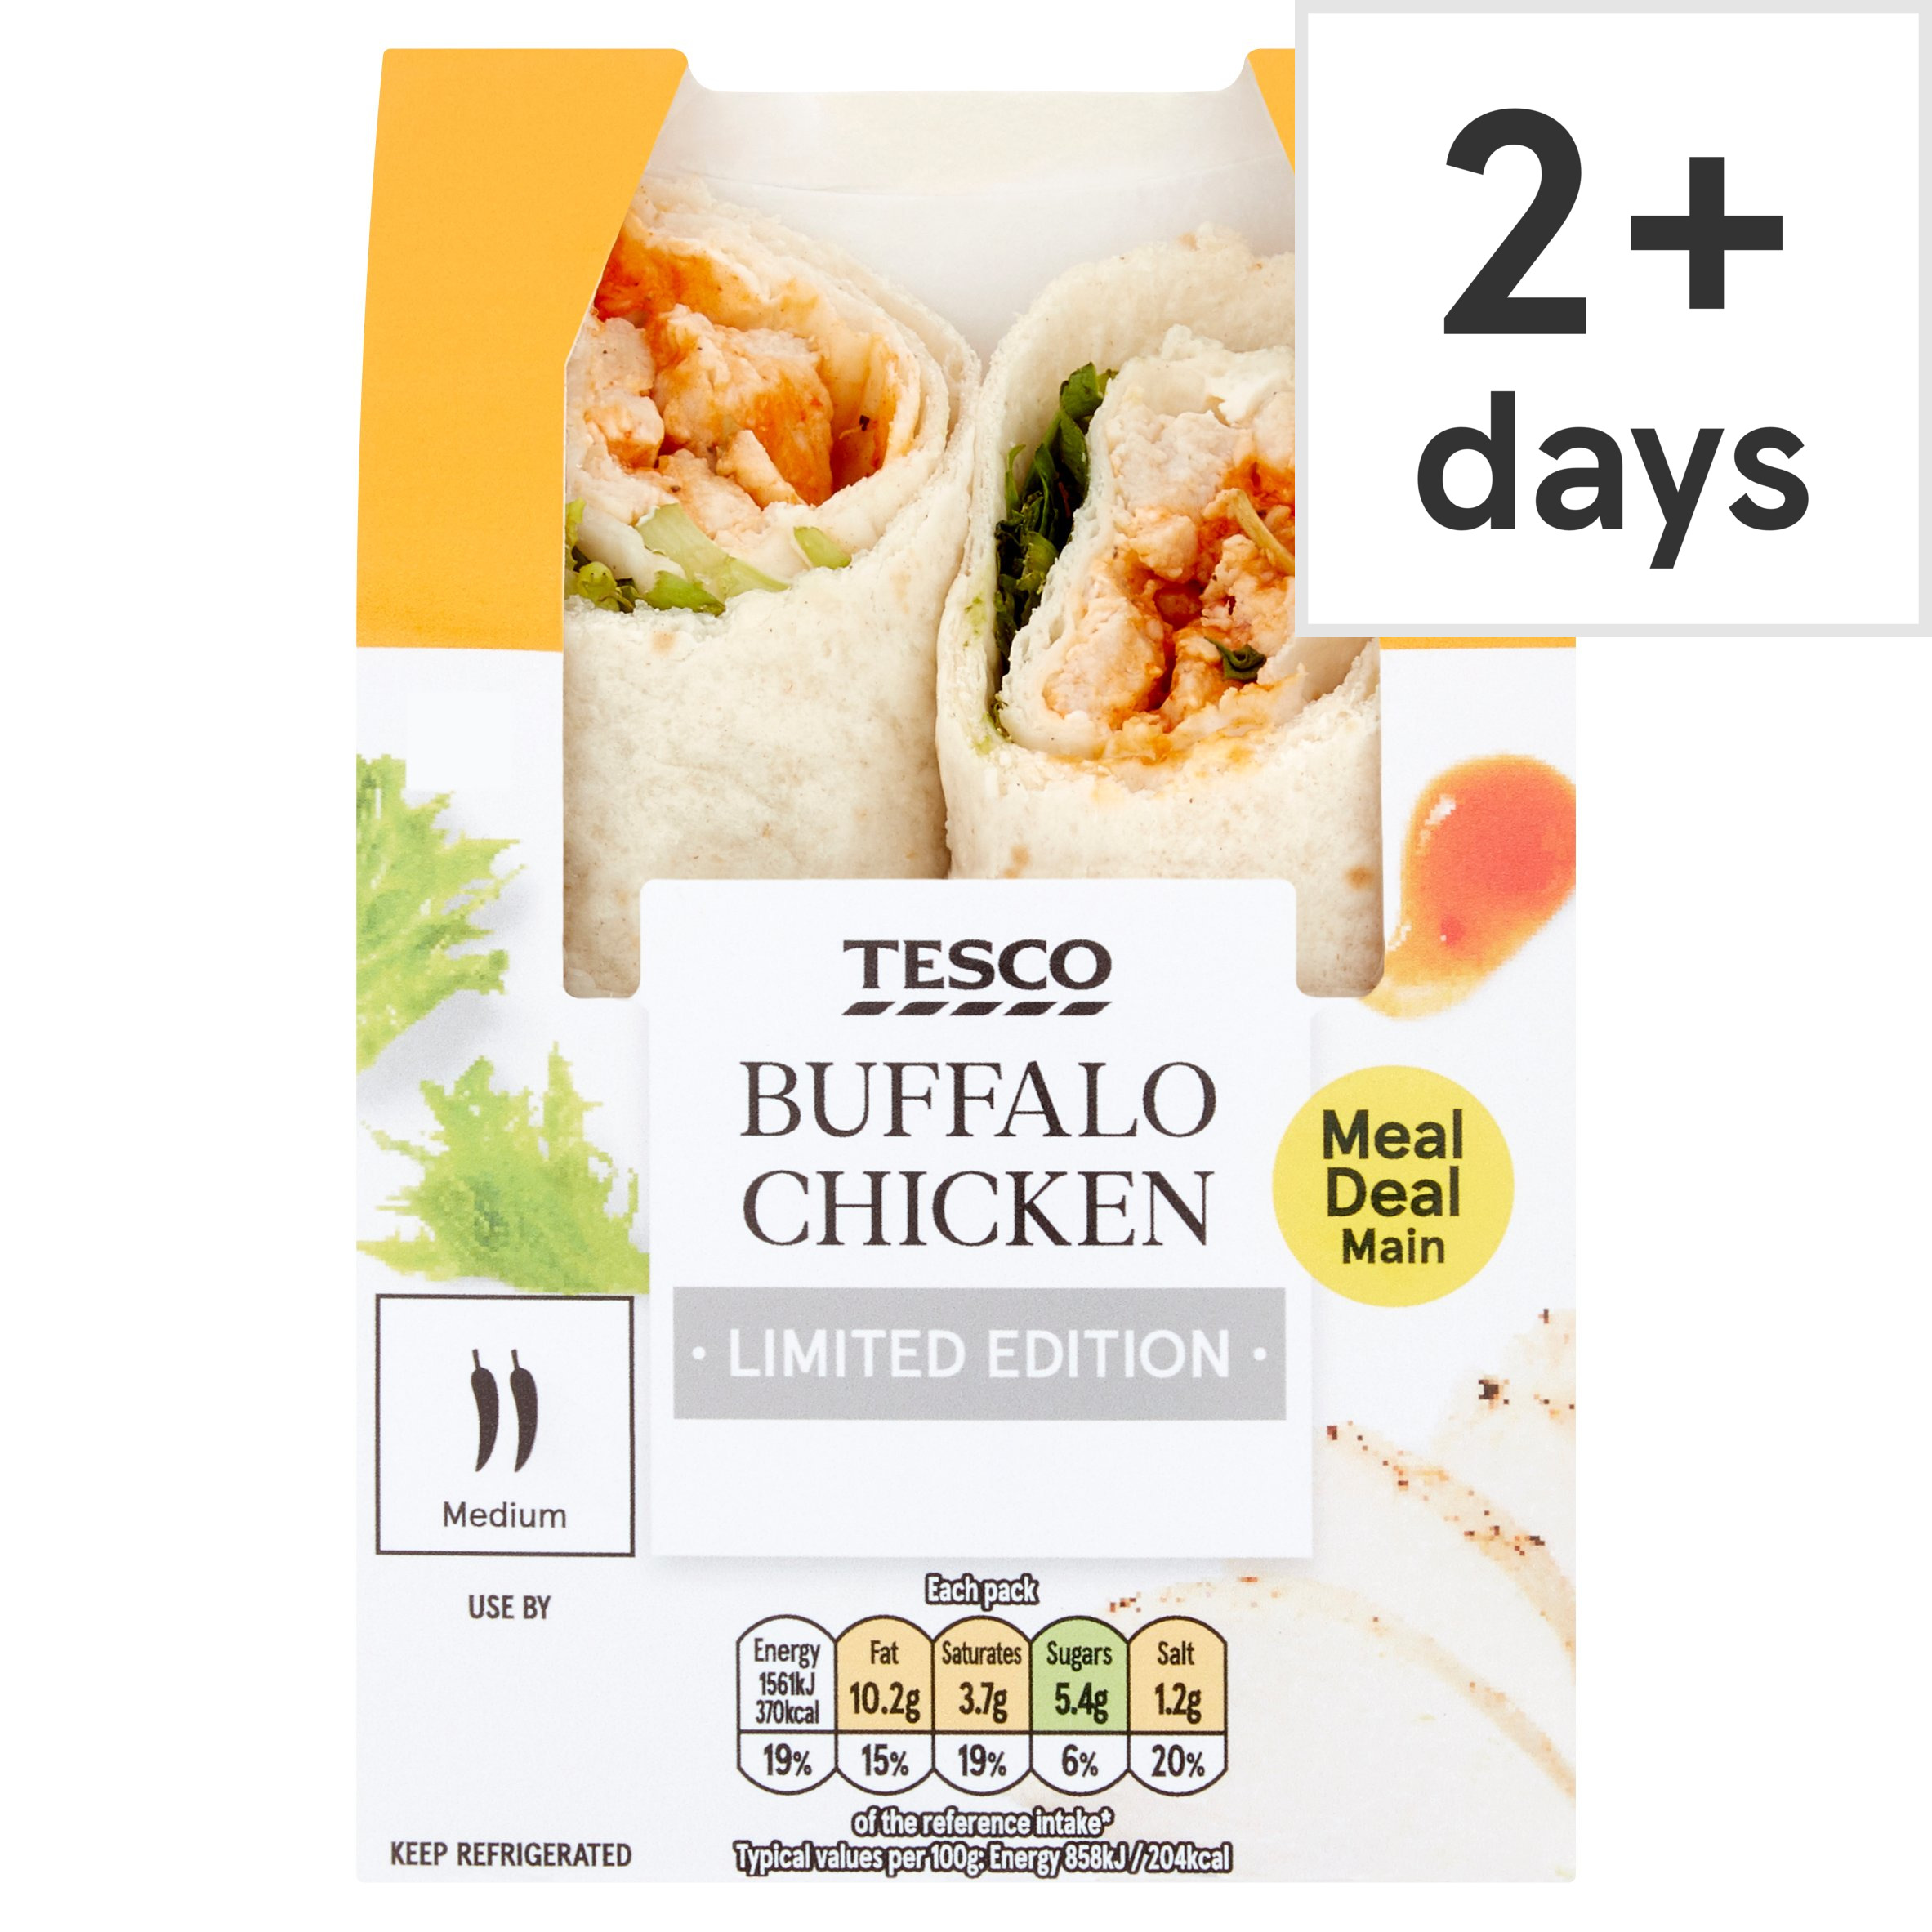 2+
days
TESCO
BUFFALO
CHICKEN
· LIMITED EDITION ·
Meal
Deal
Main
Medium
USE BY
KEEP REFRIGERATED
Each pack
Energy
1561kJ
370kcal
19%
Fat
10.2g
15%
Saturates
3.7g
19%
Sugars
5.4g
6%
Salt
1.2g
20%
of the reference intake*
Typical values per 100g: Energy 858kJ / 204kcal